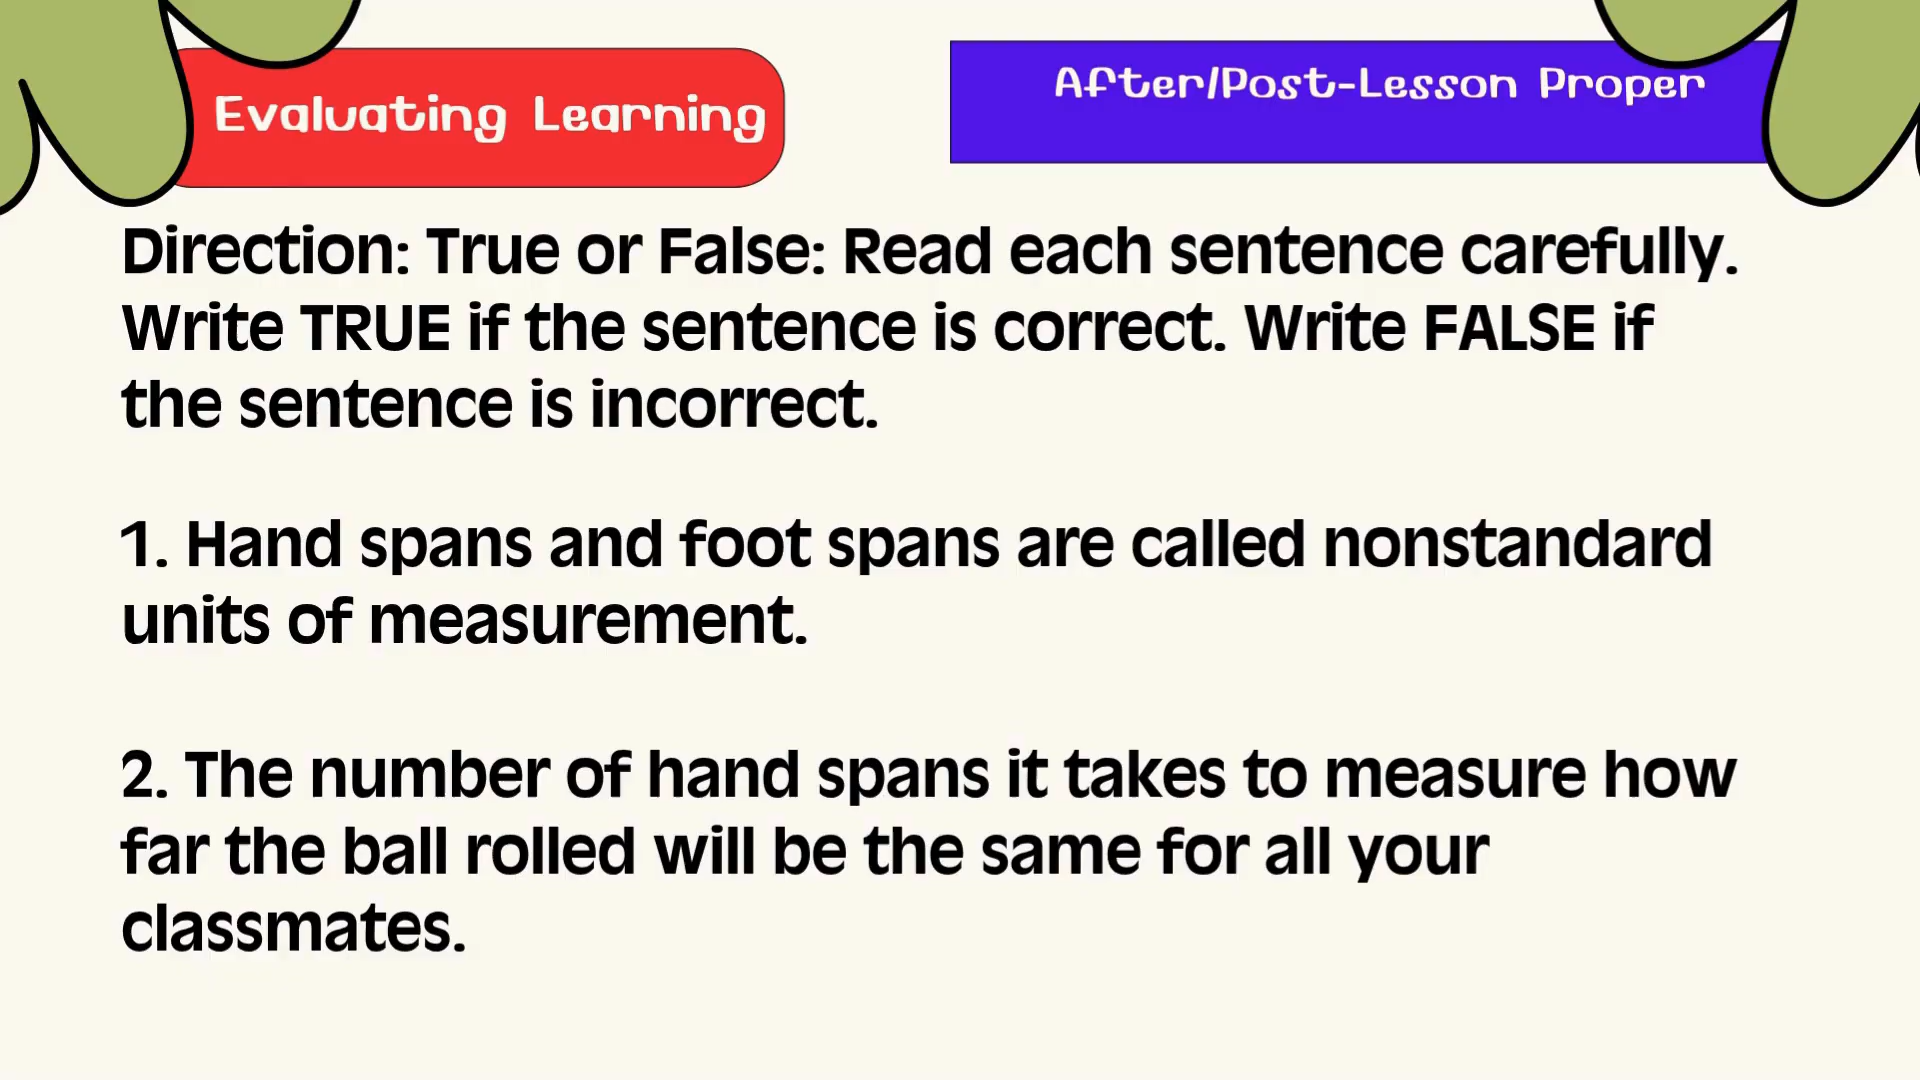 Evaluating Learning
After/Post-Lesson Proper
Direction: True or False: Read each sentence carefully.
Write TRUE if the sentence is correct. Write FALSE if
the sentence is incorrect.
1. Hand spans and foot spans are called nonstandard
units of measurement.
2. The number of hand spans it takes to measure how
far the ball rolled will be the same for all your
classmates.